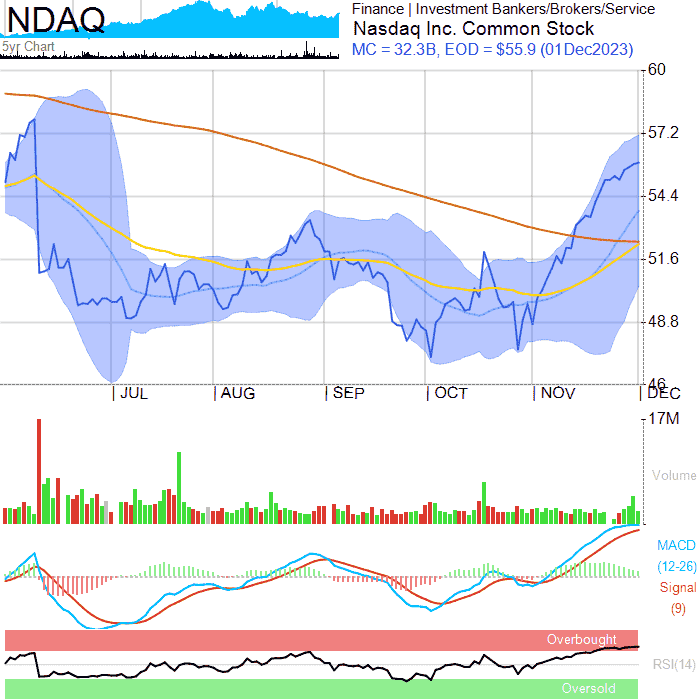 NDAQ
Finance | Investment Bankers/Brokers/Service
Nasdaq Inc. Common Stock
5yr Chart
MC = 32.3B, EOD = $55.9 (01Dec2023)
60
57.2
54.4
51.6
48.8
46
| JUL | AUG | SEP | OCT | NOV | DEC
17M
Volume
MACD
(12-26)
Signal
(9)
Overbought
RSI(14)
Oversold